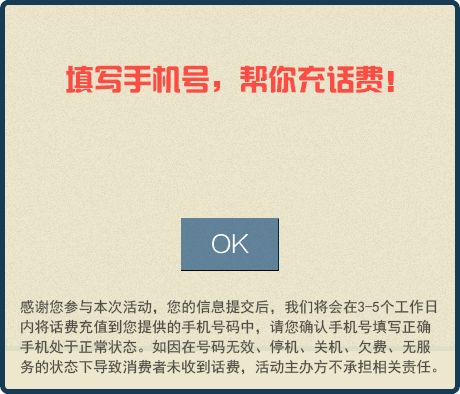 填写手机号，帮你充话费！
OK
感谢您参与本次活动，您的信息提交后，我们将会在3-5个工作日
内将话费充值到您提供的手机号码中，请您确认手机号填写正确
手机处于正常状态。如因在号码无效、停机、关机、欠费、无服
务的状态下导致消费者未收到话费，活动主办方不承担相关责任。